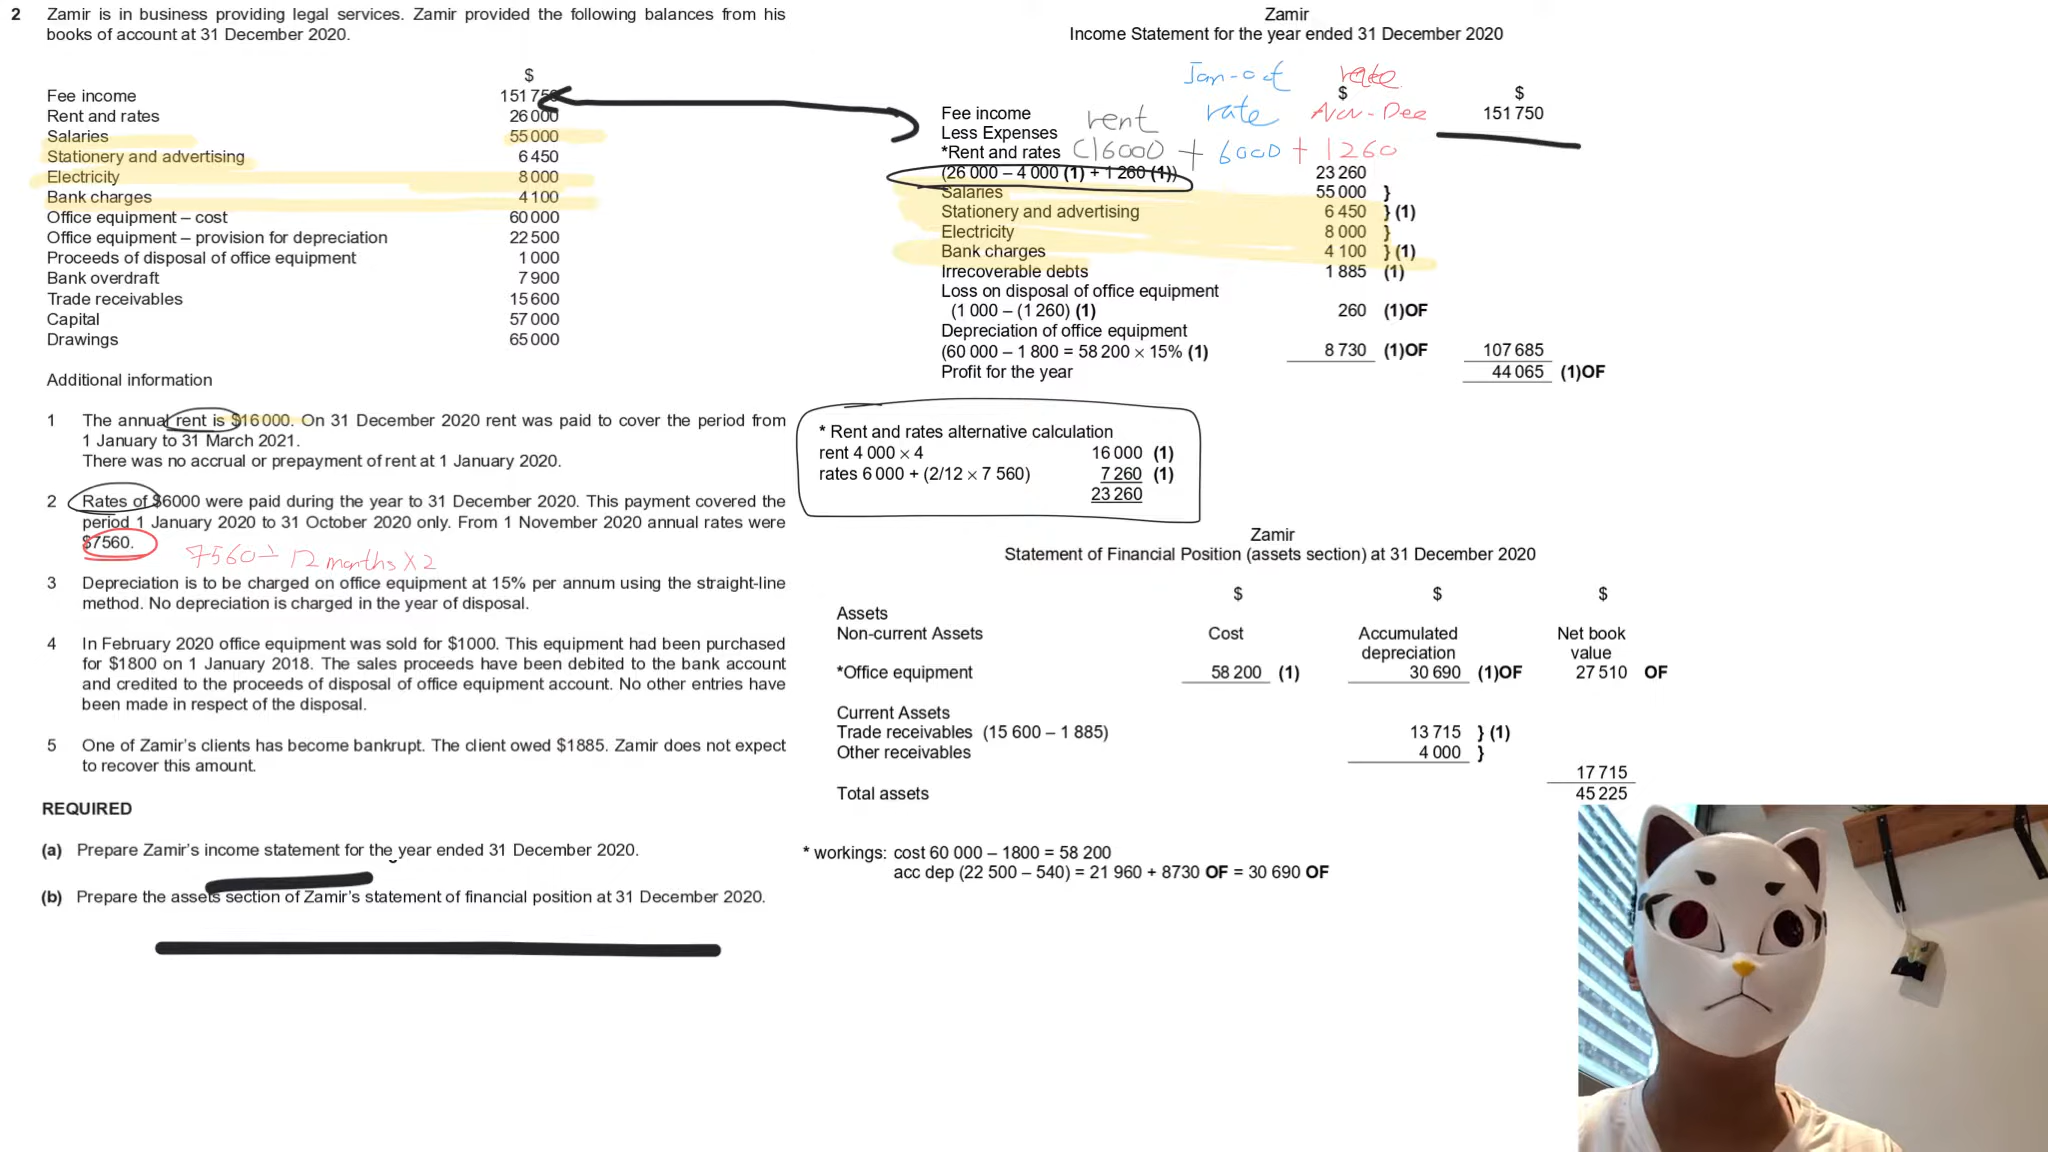 2 Zamir is in business providing legal services. Zamir provided the following balances from his
books of account at 31 December 2020.
$
Fee income 151 750
Rent and rates 26 000
Salaries 55 000
Stationery and advertising 6 450
Electricity 8 000
Bank charges 4 100
Office equipment – cost 60 000
Office equipment – provision for depreciation 22 500
Proceeds of disposal of office equipment 1 000
Bank overdraft 7 900
Trade receivables 15 600
Capital 57 000
Drawings 65 000
Additional information
1 The annual rent is $16 000. On 31 December 2020 rent was paid to cover the period from
1 January to 31 March 2021.
There was no accrual or prepayment of rent at 1 January 2020.
2 Rates of $6000 were paid during the year to 31 December 2020. This payment covered the
period 1 January 2020 to 31 October 2020 only. From 1 November 2020 annual rates were
$7560.
7560 ÷ 12 months x 2
3 Depreciation is to be charged on office equipment at 15% per annum using the straight-line
method. No depreciation is charged in the year of disposal.
4 In February 2020 office equipment was sold for $1000. This equipment had been purchased
for $1800 on 1 January 2018. The sales proceeds have been debited to the bank account
and credited to the proceeds of disposal of office equipment account. No other entries have
been made in respect of the disposal.
5 One of Zamir's clients has become bankrupt. The client owed $1885. Zamir does not expect
to recover this amount.
REQUIRED
(a) Prepare Zamir's income statement for the year ended 31 December 2020.
(b) Prepare the assets section of Zamir's statement of financial position at 31 December 2020.
Zamir
Income Statement for the year ended 31 December 2020
Jan-oct rate
$ $
Fee income rent rate Nov-Dec 151 750
Less Expenses
*Rent and rates (16000 + 6000 + 1260
(26 000 – 4 000 (1) + 1 260 (1)) 23 260
Salaries 55 000 }
Stationery and advertising 6 450 } (1)
Electricity 8 000 }
Bank charges 4 100 } (1)
Irrecoverable debts 1 885 (1)
Loss on disposal of office equipment
(1 000 – (1 260) (1) 260 (1)OF
Depreciation of office equipment
(60 000 – 1 800 = 58 200 × 15% (1) 8 730 (1)OF 107 685
Profit for the year 44 065 (1)OF
* Rent and rates alternative calculation
rent 4 000 × 4 16 000 (1)
rates 6 000 + (2/12 × 7 560) 7 260 (1)
23 260
Zamir
Statement of Financial Position (assets section) at 31 December 2020
$ $ $
Assets
Non-current Assets Cost Accumulated Net book
depreciation value
*Office equipment 58 200 (1) 30 690 (1)OF 27 510 OF
Current Assets
Trade receivables (15 600 – 1 885) 13 715 } (1)
Other receivables 4 000 }
17 715
Total assets 45 225
* workings: cost 60 000 – 1800 = 58 200
acc dep (22 500 – 540) = 21 960 + 8730 OF = 30 690 OF